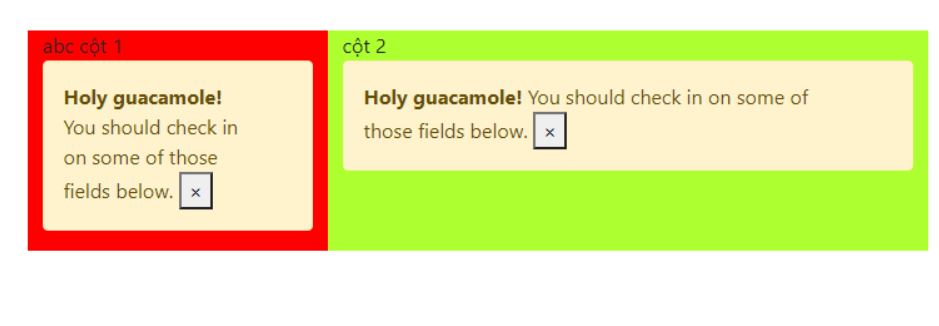 abc cột 1
Holy guacamole!
You should check in
on some of those
fields below. ×
cột 2
Holy guacamole! You should check in on some of
those fields below. ×